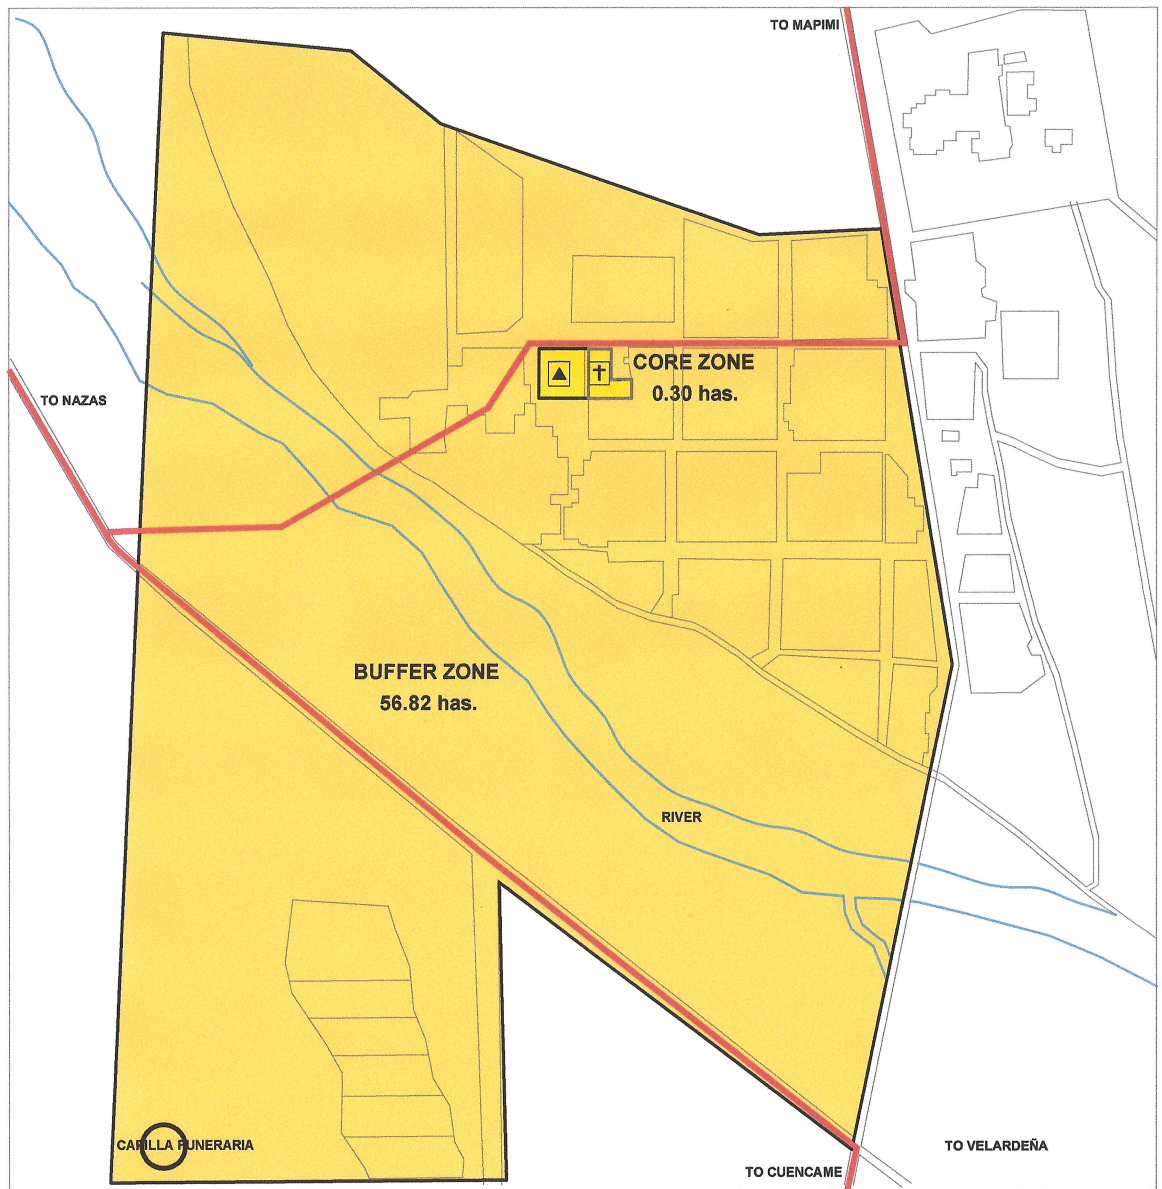 TO MAPIMI
CORE ZONE
0.30 has.
TO NAZAS
BUFFER ZONE
56.82 has.
RIVER
CAPILLA FUNERARIA
TO VELARDEÑA
TO CUENCAME